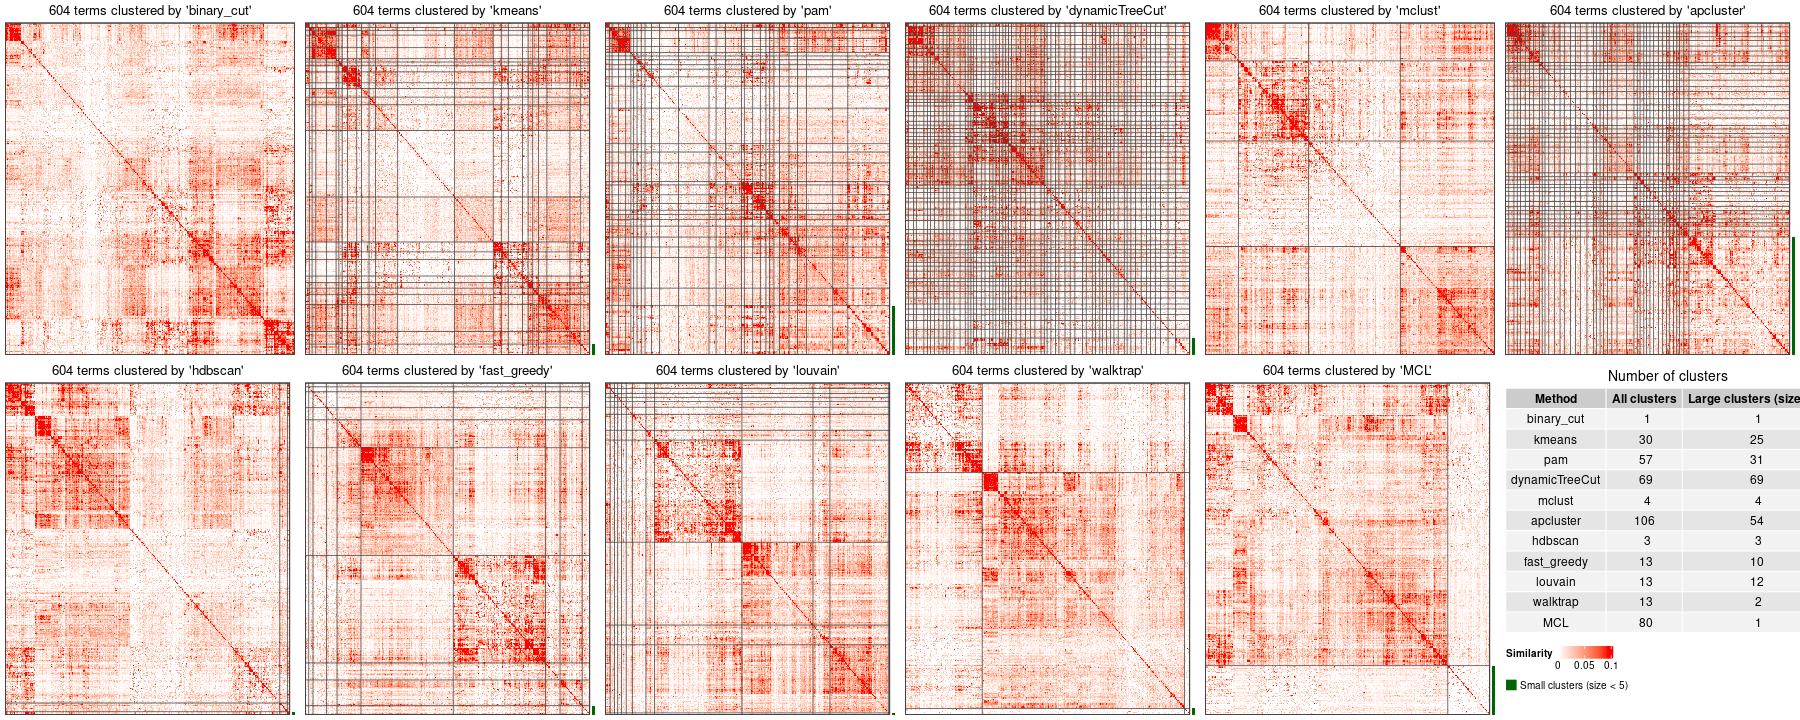 604 terms clustered by 'binary_cut'
604 terms clustered by 'kmeans'
604 terms clustered by 'pam'
604 terms clustered by 'dynamicTreeCut'
604 terms clustered by 'mclust'
604 terms clustered by 'apcluster'
604 terms clustered by 'hdbscan'
604 terms clustered by 'fast_greedy'
604 terms clustered by 'louvain'
604 terms clustered by 'walktrap'
604 terms clustered by 'MCL'
Number of clusters
Method All clusters Large clusters (size
binary_cut 1 1
kmeans 30 25
pam 57 31
dynamicTreeCut 69 69
mclust 4 4
apcluster 106 54
hdbscan 3 3
fast_greedy 13 10
louvain 13 12
walktrap 13 2
MCL 80 1
Similarity
0 0.05 0.1
Small clusters (size < 5)